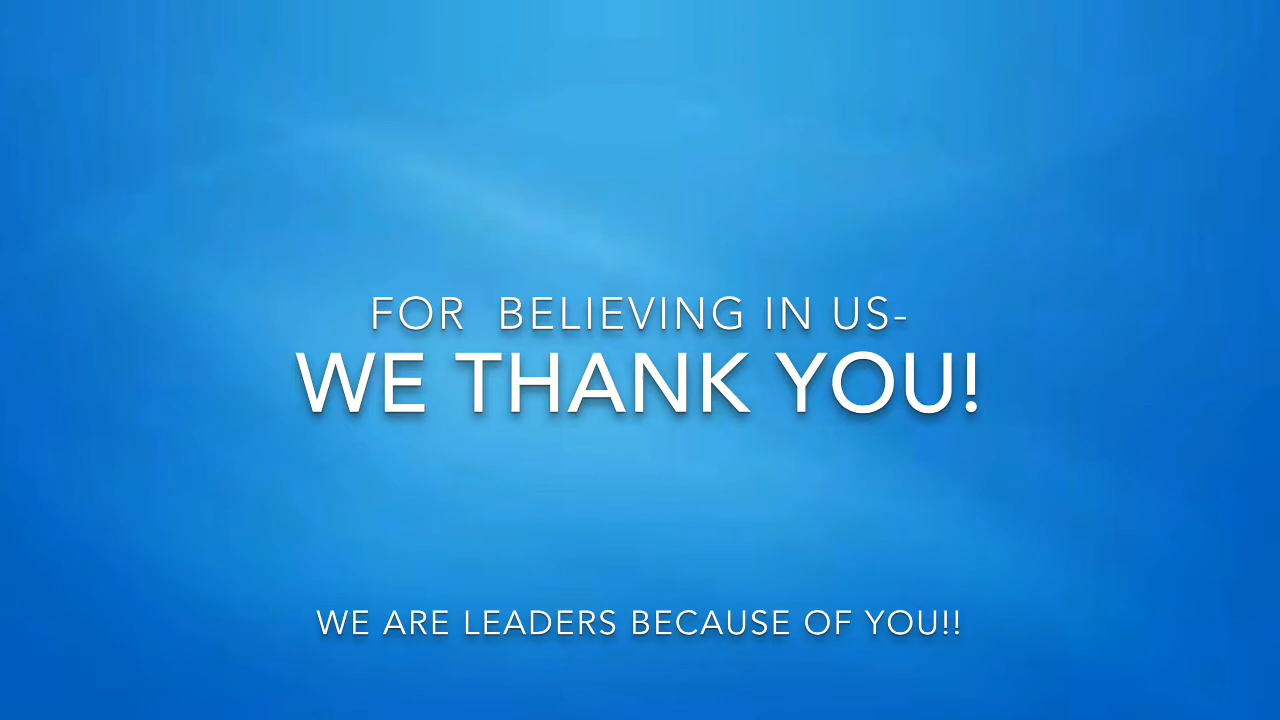 FOR  BELIEVING IN US-
WE THANK YOU!
WE ARE LEADERS BECAUSE OF YOU!!